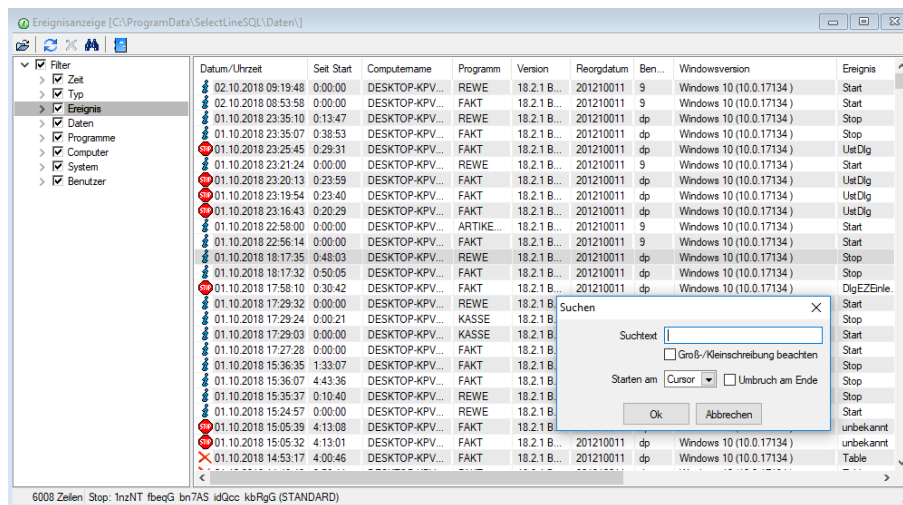 Ereignisanzeige [C:\ProgramData\SelectLineSQL\Daten\]
Filter
Zeit
Typ
Ereignis
Daten
Programme
Computer
System
Benutzer
Datum/Uhrzeit Seit Start Computername Programm Version Reorgdatum Ben... Windowsversion Ereignis
02.10.2018 09:19:48 0:00:00 DESKTOP-KPV... REWE 18.2.1 B... 201210011 9 Windows 10 (10.0.17134 ) Start
02.10.2018 08:53:58 0:00:00 DESKTOP-KPV... FAKT 18.2.1 B... 201210011 9 Windows 10 (10.0.17134 ) Start
01.10.2018 23:35:10 0:13:47 DESKTOP-KPV... REWE 18.2.1 B... 201210011 dp Windows 10 (10.0.17134 ) Stop
01.10.2018 23:35:07 0:38:53 DESKTOP-KPV... FAKT 18.2.1 B... 201210011 dp Windows 10 (10.0.17134 ) Stop
STOP 01.10.2018 23:25:45 0:29:31 DESKTOP-KPV... FAKT 18.2.1 B... 201210011 dp Windows 10 (10.0.17134 ) UstDlg
01.10.2018 23:21:24 0:00:00 DESKTOP-KPV... REWE 18.2.1 B... 201210011 9 Windows 10 (10.0.17134 ) Start
STOP 01.10.2018 23:20:13 0:23:59 DESKTOP-KPV... FAKT 18.2.1 B... 201210011 dp Windows 10 (10.0.17134 ) UstDlg
STOP 01.10.2018 23:19:54 0:23:40 DESKTOP-KPV... FAKT 18.2.1 B... 201210011 dp Windows 10 (10.0.17134 ) UstDlg
STOP 01.10.2018 23:16:43 0:20:29 DESKTOP-KPV... FAKT 18.2.1 B... 201210011 dp Windows 10 (10.0.17134 ) UstDlg
01.10.2018 22:58:00 0:00:00 DESKTOP-KPV... ARTIKE... 18.2.1 B... 201210011 9 Windows 10 (10.0.17134 ) Start
01.10.2018 22:56:14 0:00:00 DESKTOP-KPV... FAKT 18.2.1 B... 201210011 9 Windows 10 (10.0.17134 ) Start
01.10.2018 18:17:35 0:48:03 DESKTOP-KPV... REWE 18.2.1 B... 201210011 dp Windows 10 (10.0.17134 ) Stop
01.10.2018 18:17:32 0:50:05 DESKTOP-KPV... FAKT 18.2.1 B... 201210011 dp Windows 10 (10.0.17134 ) Stop
STOP 01.10.2018 17:58:10 0:30:42 DESKTOP-KPV... FAKT 18.2.1 B... 201210011 dp Windows 10 (10.0.17134 ) DlgEZEinle.
01.10.2018 17:29:32 0:00:00 DESKTOP-KPV... REWE 18.2.1 B Start
01.10.2018 17:29:24 0:00:21 DESKTOP-KPV... KASSE 18.2.1 B Stop
01.10.2018 17:29:03 0:00:00 DESKTOP-KPV... KASSE 18.2.1 B Start
01.10.2018 17:27:28 0:00:00 DESKTOP-KPV... FAKT 18.2.1 B Start
01.10.2018 15:36:35 1:33:07 DESKTOP-KPV... FAKT 18.2.1 B Stop
01.10.2018 15:36:07 4:43:36 DESKTOP-KPV... FAKT 18.2.1 B Stop
01.10.2018 15:35:37 0:10:40 DESKTOP-KPV... REWE 18.2.1 B Stop
01.10.2018 15:24:57 0:00:00 DESKTOP-KPV... REWE 18.2.1 B Start
STOP 01.10.2018 15:05:39 4:13:08 DESKTOP-KPV... FAKT 18.2.1 B unbekannt
STOP 01.10.2018 15:05:32 4:13:01 DESKTOP-KPV... FAKT 18.2.1 B... 201210011 dp Windows 10 (10.0.17134 ) unbekannt
01.10.2018 14:53:17 4:00:46 DESKTOP-KPV... FAKT 18.2.1 B... 201210011 dp Windows 10 (10.0.17134 ) Table
Suchen
Suchtext
Groß-/Kleinschreibung beachten
Starten am Cursor Umbruch am Ende
Ok Abbrechen
6008 Zeilen Stop: 1nzNT fbeqG bn7AS idQcc kbRgG (STANDARD)